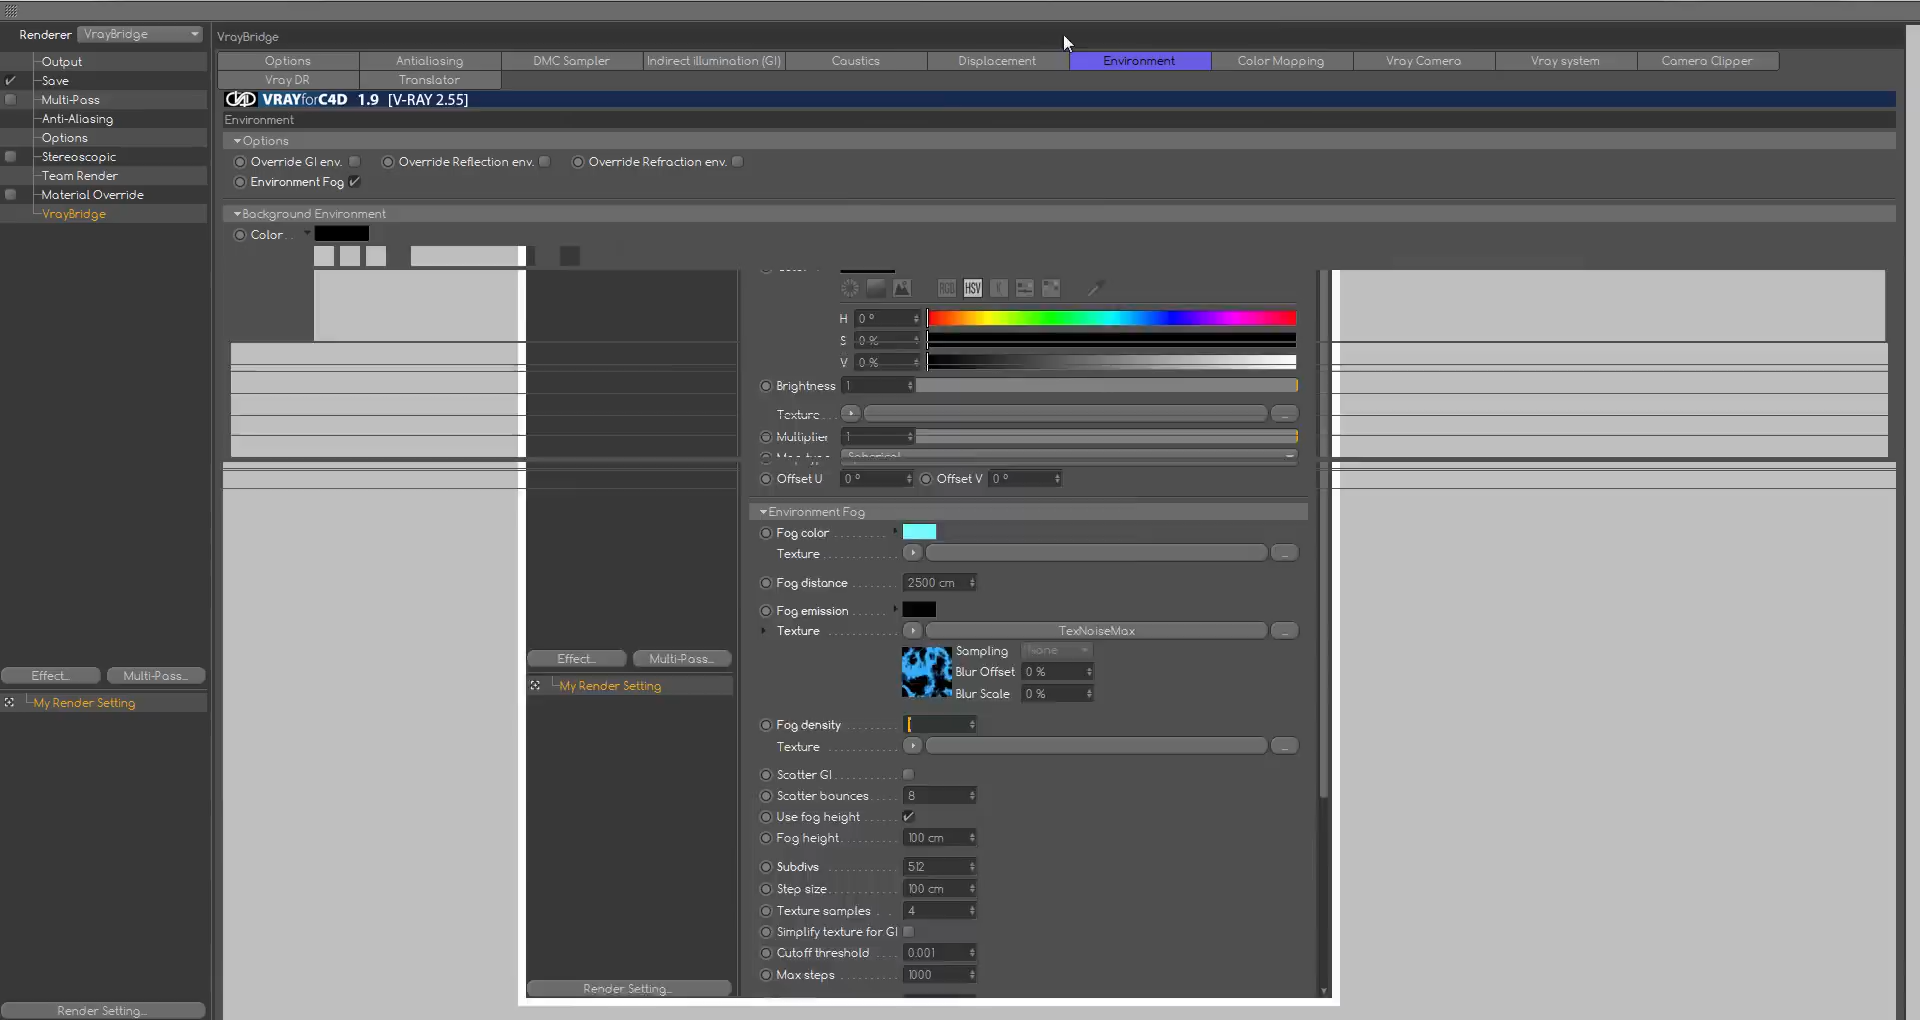 Renderer VrayBridge
VrayBridge
Output
Save
Multi-Pass
Anti-Aliasing
Options
Stereoscopic
Team Render
Material Override
VrayBridge
Effect... Multi-Pass...
My Render Setting
Render Setting...
Options Antialiasing DMC Sampler Indirect illumination (GI) Caustics Displacement Environment Color Mapping Vray Camera Vray system Camera Clipper
Vray DR Translator
VRAYforC4D 1.9 [V-RAY 2.55]
Environment
Options
Override GI env. Override Reflection env. Override Refraction env.
Environment Fog
Background Environment
Color . .
RGB HSV K
H 0 °
S 0 %
V 0 %
Brightness 1
Texture . . . ...
Multiplier 1
Spherical
Offset U 0 ° Offset V 0 °
Environment Fog
Fog color
Texture ...
Fog distance 2500 cm
Fog emission
Texture TexNoiseMax ...
Sampling None
Blur Offset 0 %
Blur Scale 0 %
Fog density
Texture ...
Scatter GI
Scatter bounces 8
Use fog height
Fog height 100 cm
Subdivs 512
Step size 100 cm
Texture samples 4
Simplify texture for GI
Cutoff threshold 0.001
Max steps 1000
Effect... Multi-Pass...
My Render Setting
Render Setting...